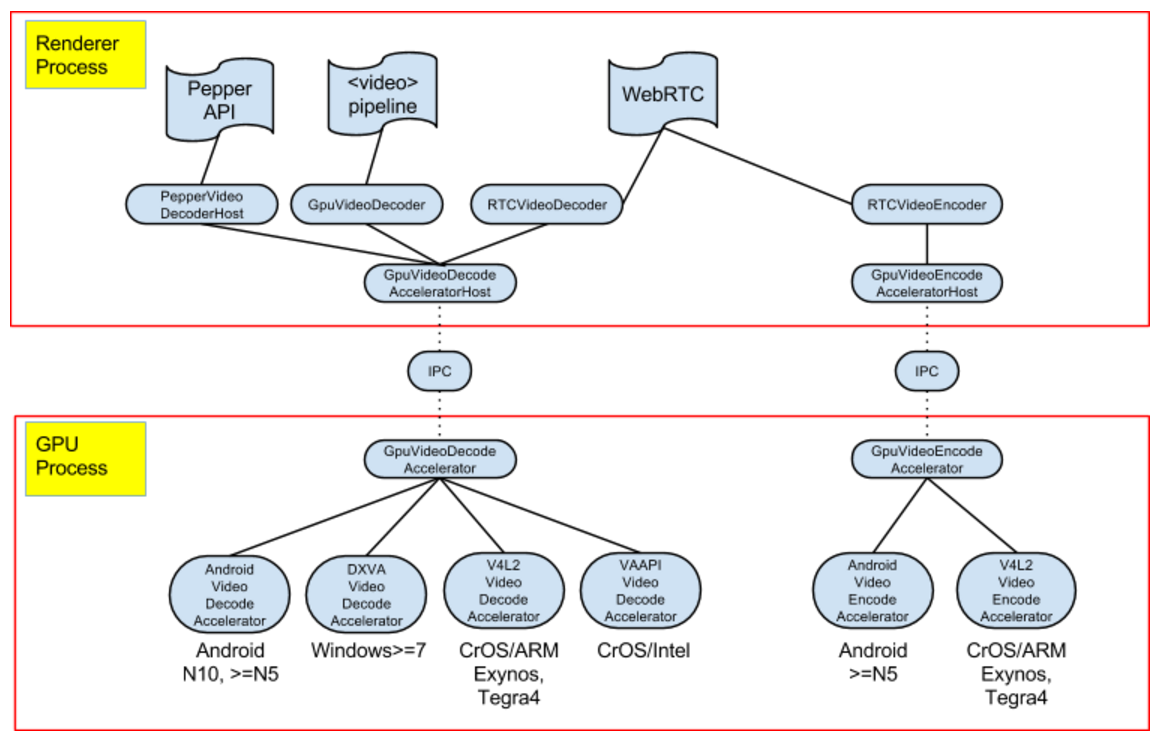 Renderer
Process
Pepper
API
<video>
pipeline
WebRTC
PepperVideo
DecoderHost
GpuVideoDecoder
RTCVideoDecoder
RTCVideoEncoder
GpuVideoDecode
AcceleratorHost
GpuVideoEncode
AcceleratorHost
IPC
IPC
GPU
Process
GpuVideoDecode
Accelerator
GpuVideoEncode
Accelerator
Android
Video
Decode
Accelerator
DXVA
Video
Decode
Accelerator
V4L2
Video
Decode
Accelerator
VAAPI
Video
Decode
Accelerator
Android
Video
Encode
Accelerator
V4L2
Video
Encode
Accelerator
Android
N10, >=N5
Windows>=7
CrOS/ARM
Exynos,
Tegra4
CrOS/Intel
Android
>=N5
CrOS/ARM
Exynos,
Tegra4